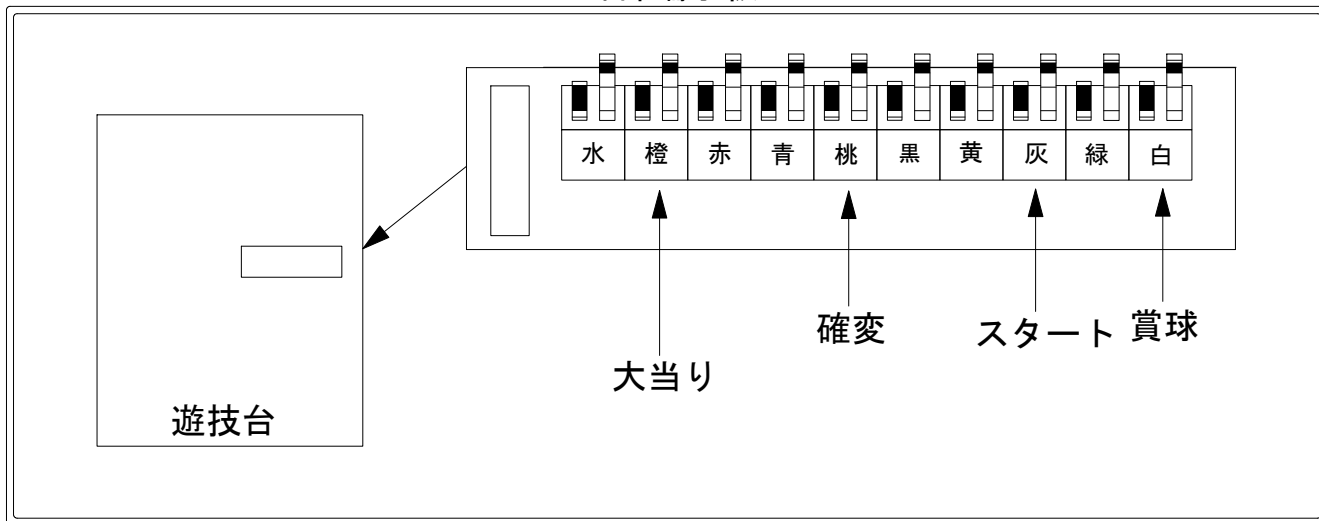 水 橙 赤 青 桃 黒 黄 灰 緑 白
大当り
確変
スタート
賞球
遊技台